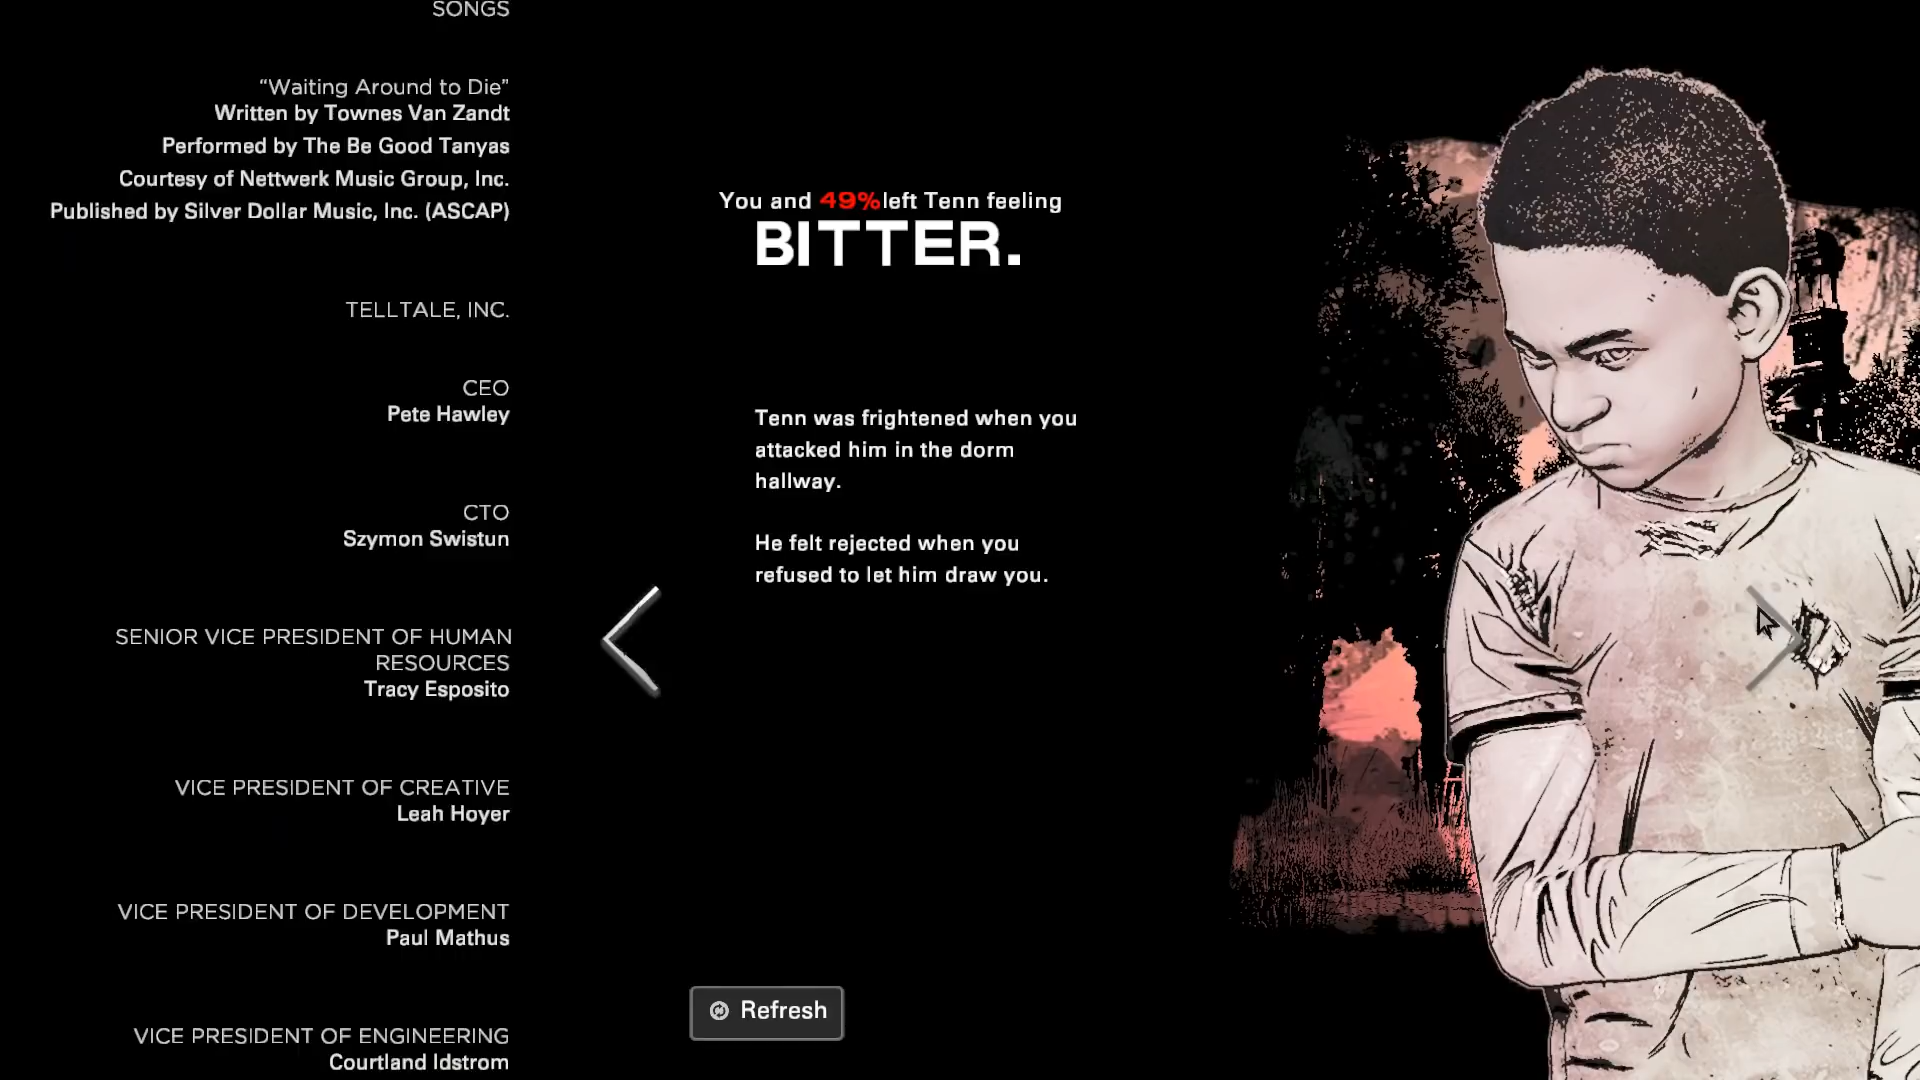 SONGS
“Waiting Around to Die”
Written by Townes Van Zandt
Performed by The Be Good Tanyas
Courtesy of Nettwerk Music Group, Inc.
Published by Silver Dollar Music, Inc. (ASCAP)
TELLTALE, INC.
CEO
Pete Hawley
CTO
Szymon Swistun
SENIOR VICE PRESIDENT OF HUMAN
RESOURCES
Tracy Esposito
VICE PRESIDENT OF CREATIVE
Leah Hoyer
VICE PRESIDENT OF DEVELOPMENT
Paul Mathus
VICE PRESIDENT OF ENGINEERING
Courtland Idstrom
You and 49%left Tenn feeling
BITTER.
Tenn was frightened when you
attacked him in the dorm
hallway.
He felt rejected when you
refused to let him draw you.
Refresh